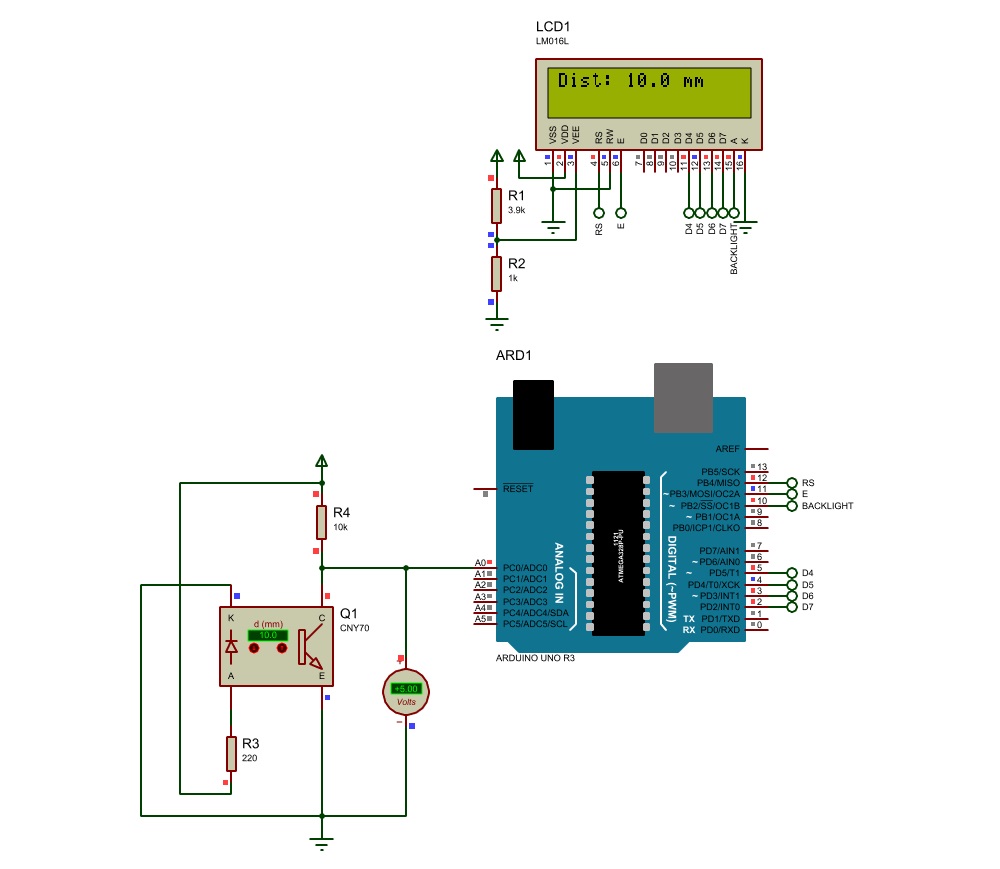 LCD1
LM016L
Dist: 10.0 mm
VSS VDD VEE RS RW E D0 D1 D2 D3 D4 D5 D6 D7 A K
1 2 3 4 5 6 7 8 9 10 11 12 13 14 15 16
R1
3.9k
RS E D4 D5 D6 D7 BACKLIGHT
R2
1k
ARD1
AREF
RESET
PB5/SCK 13
PB4/MISO 12 RS
~ PB3/MOSI/OC2A 11 E
~ PB2/SS/OC1B 10 BACKLIGHT
~ PB1/OC1A 9
PB0/ICP1/CLKO 8
PD7/AIN1 7
~ PD6/AIN0 6
~ PD5/T1 5 D4
PD4/T0/XCK 4 D5
~ PD3/INT1 3 D6
PD2/INT0 2 D7
TX PD1/TXD 1
RX PD0/RXD 0
DIGITAL (~PWM)
ANALOG IN
1121
ATMEGA328P-PU
A0 PC0/ADC0
A1 PC1/ADC1
A2 PC2/ADC2
A3 PC3/ADC3
A4 PC4/ADC4/SDA
A5 PC5/ADC5/SCL
ARDUINO UNO R3
R4
10k
Q1
CNY70
K C
d (mm)
10.0
A E
+
+5.00
Volts
−
R3
220